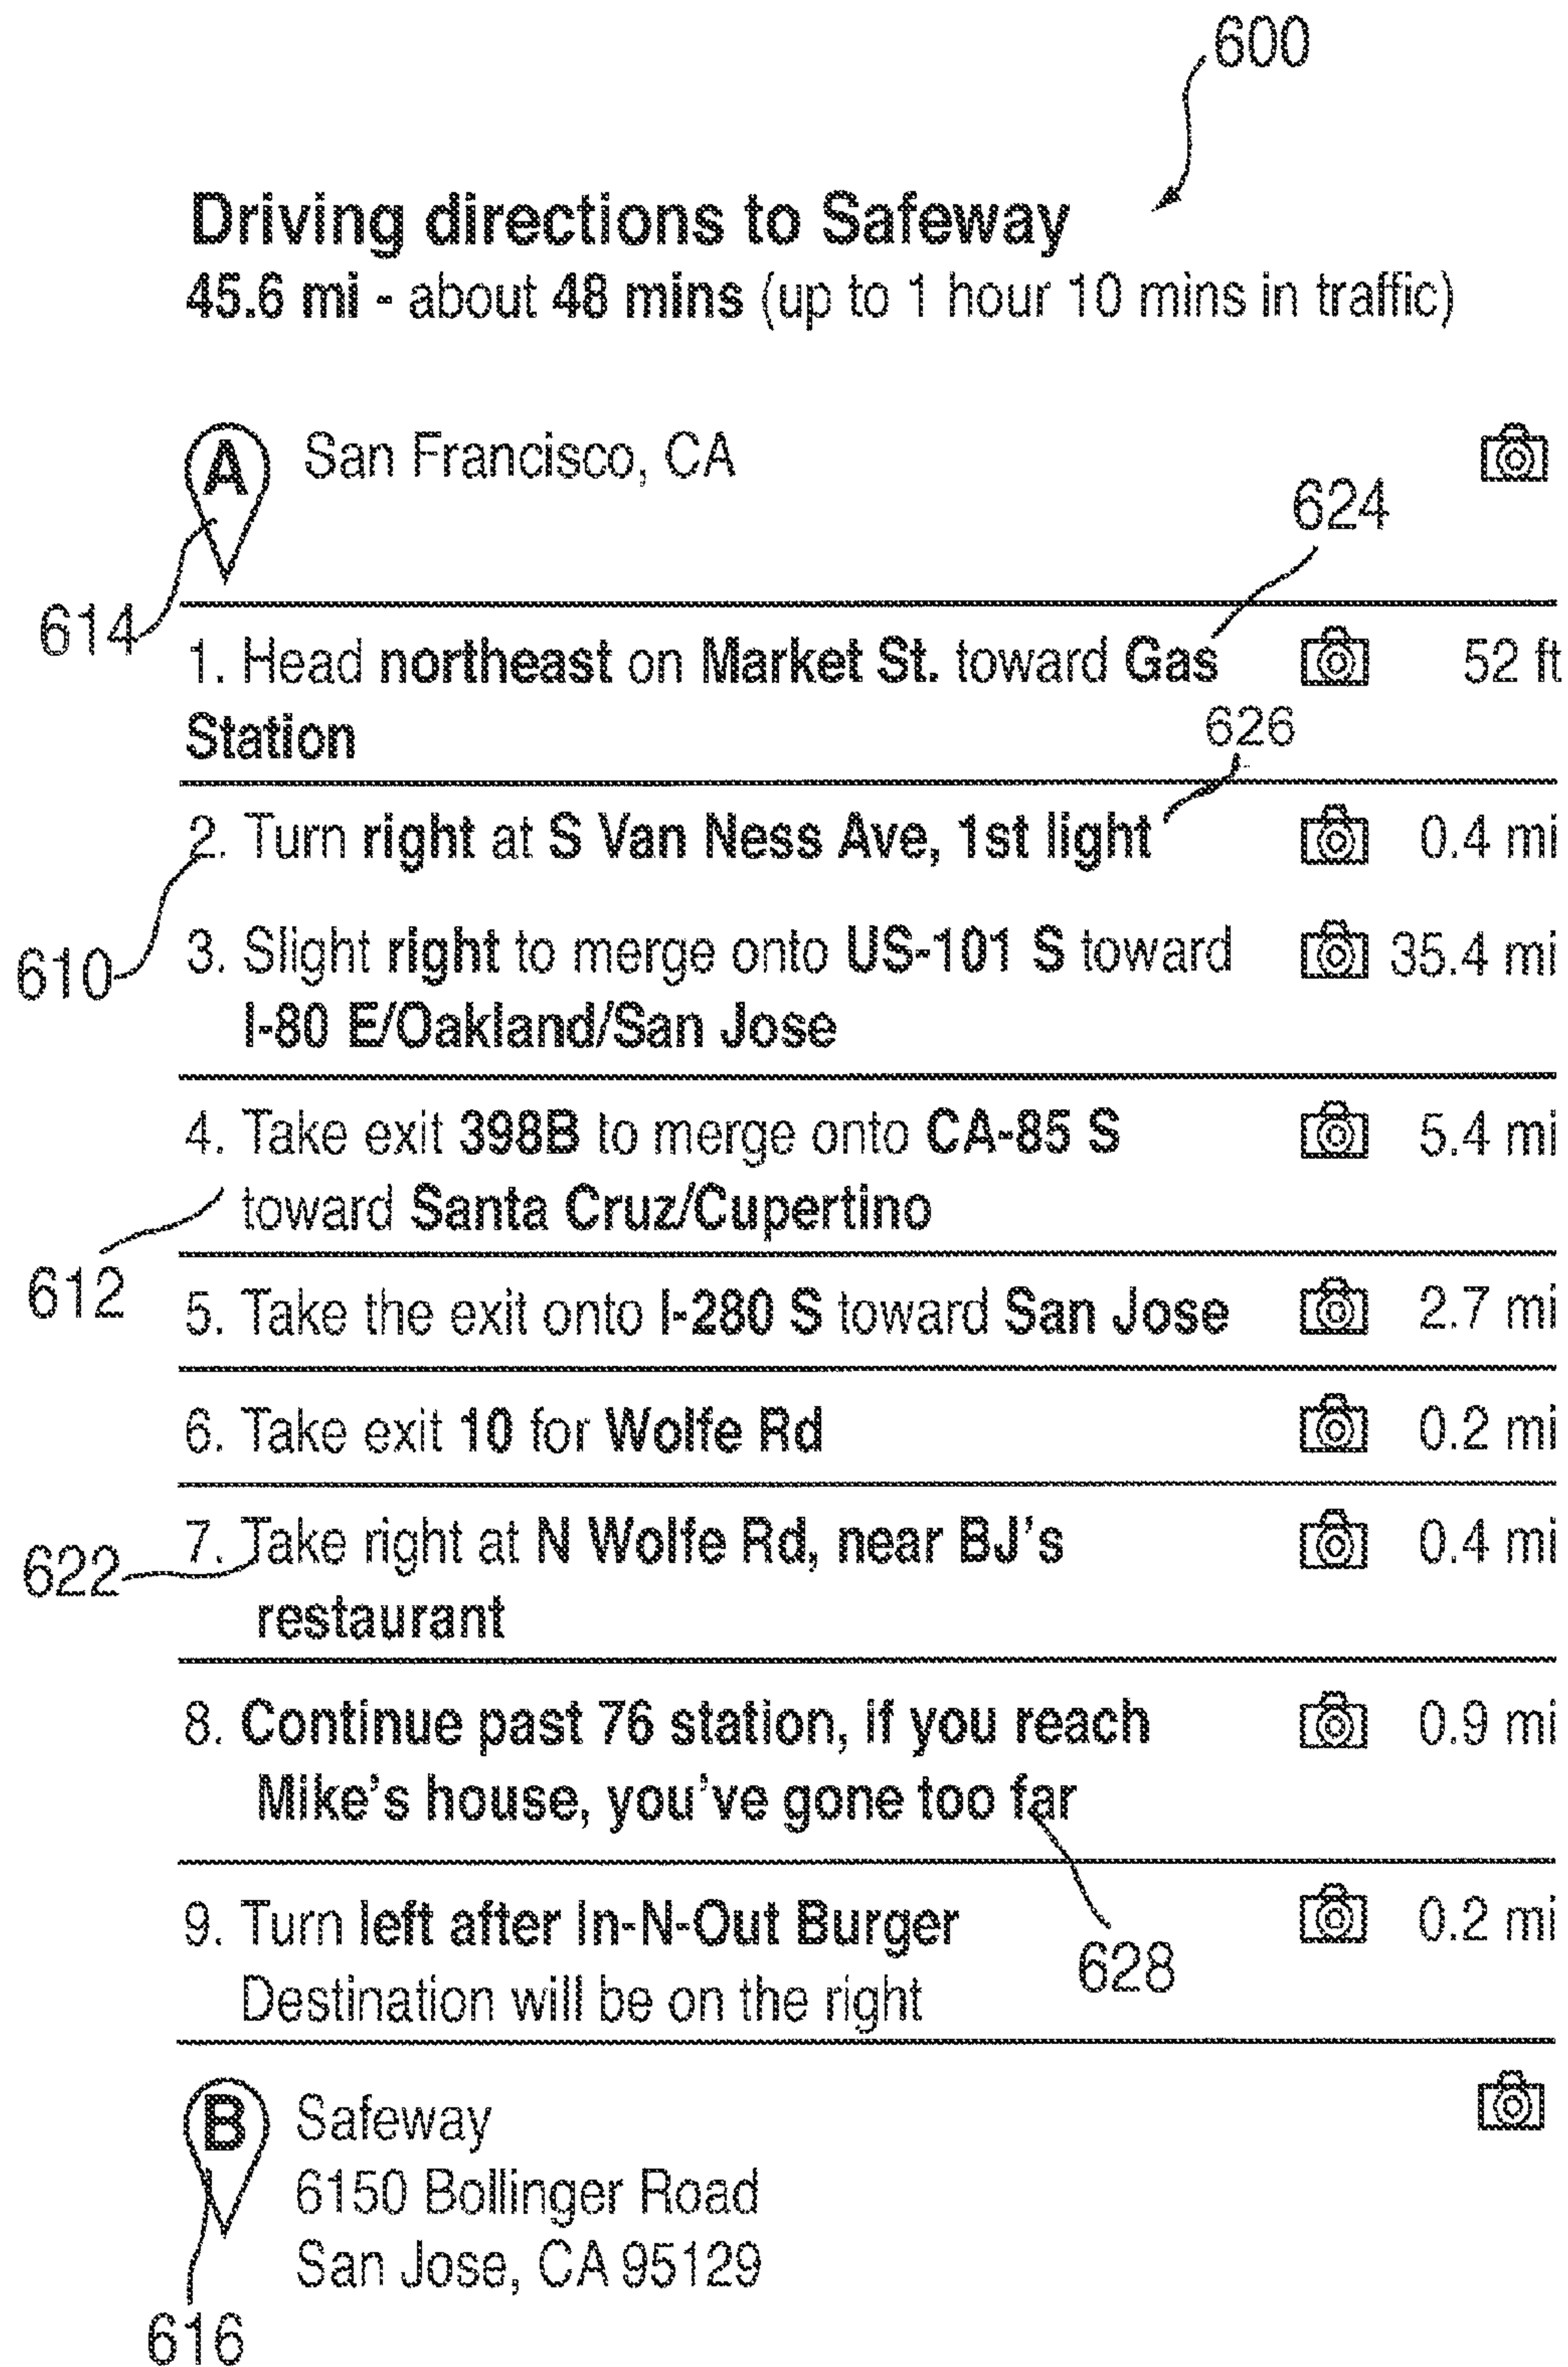 600
Driving directions to Safeway
45.6 mi - about 48 mins (up to 1 hour 10 mins in traffic)
A San Francisco, CA
624
614
1. Head northeast on Market St. toward Gas 52 ft
Station
626
2. Turn right at S Van Ness Ave, 1st light 0.4 mi
610
3. Slight right to merge onto US-101 S toward 35.4 mi
I-80 E/Oakland/San Jose
4. Take exit 398B to merge onto CA-85 S 5.4 mi
toward Santa Cruz/Cupertino
612
5. Take the exit onto I-280 S toward San Jose 2.7 mi
6. Take exit 10 for Wolfe Rd 0.2 mi
7. Take right at N Wolfe Rd, near BJ's 0.4 mi
622
restaurant
8. Continue past 76 station, if you reach 0.9 mi
Mike's house, you've gone too far
9. Turn left after In-N-Out Burger 0.2 mi
628
Destination will be on the right
B Safeway
6150 Bollinger Road
San Jose, CA 95129
616